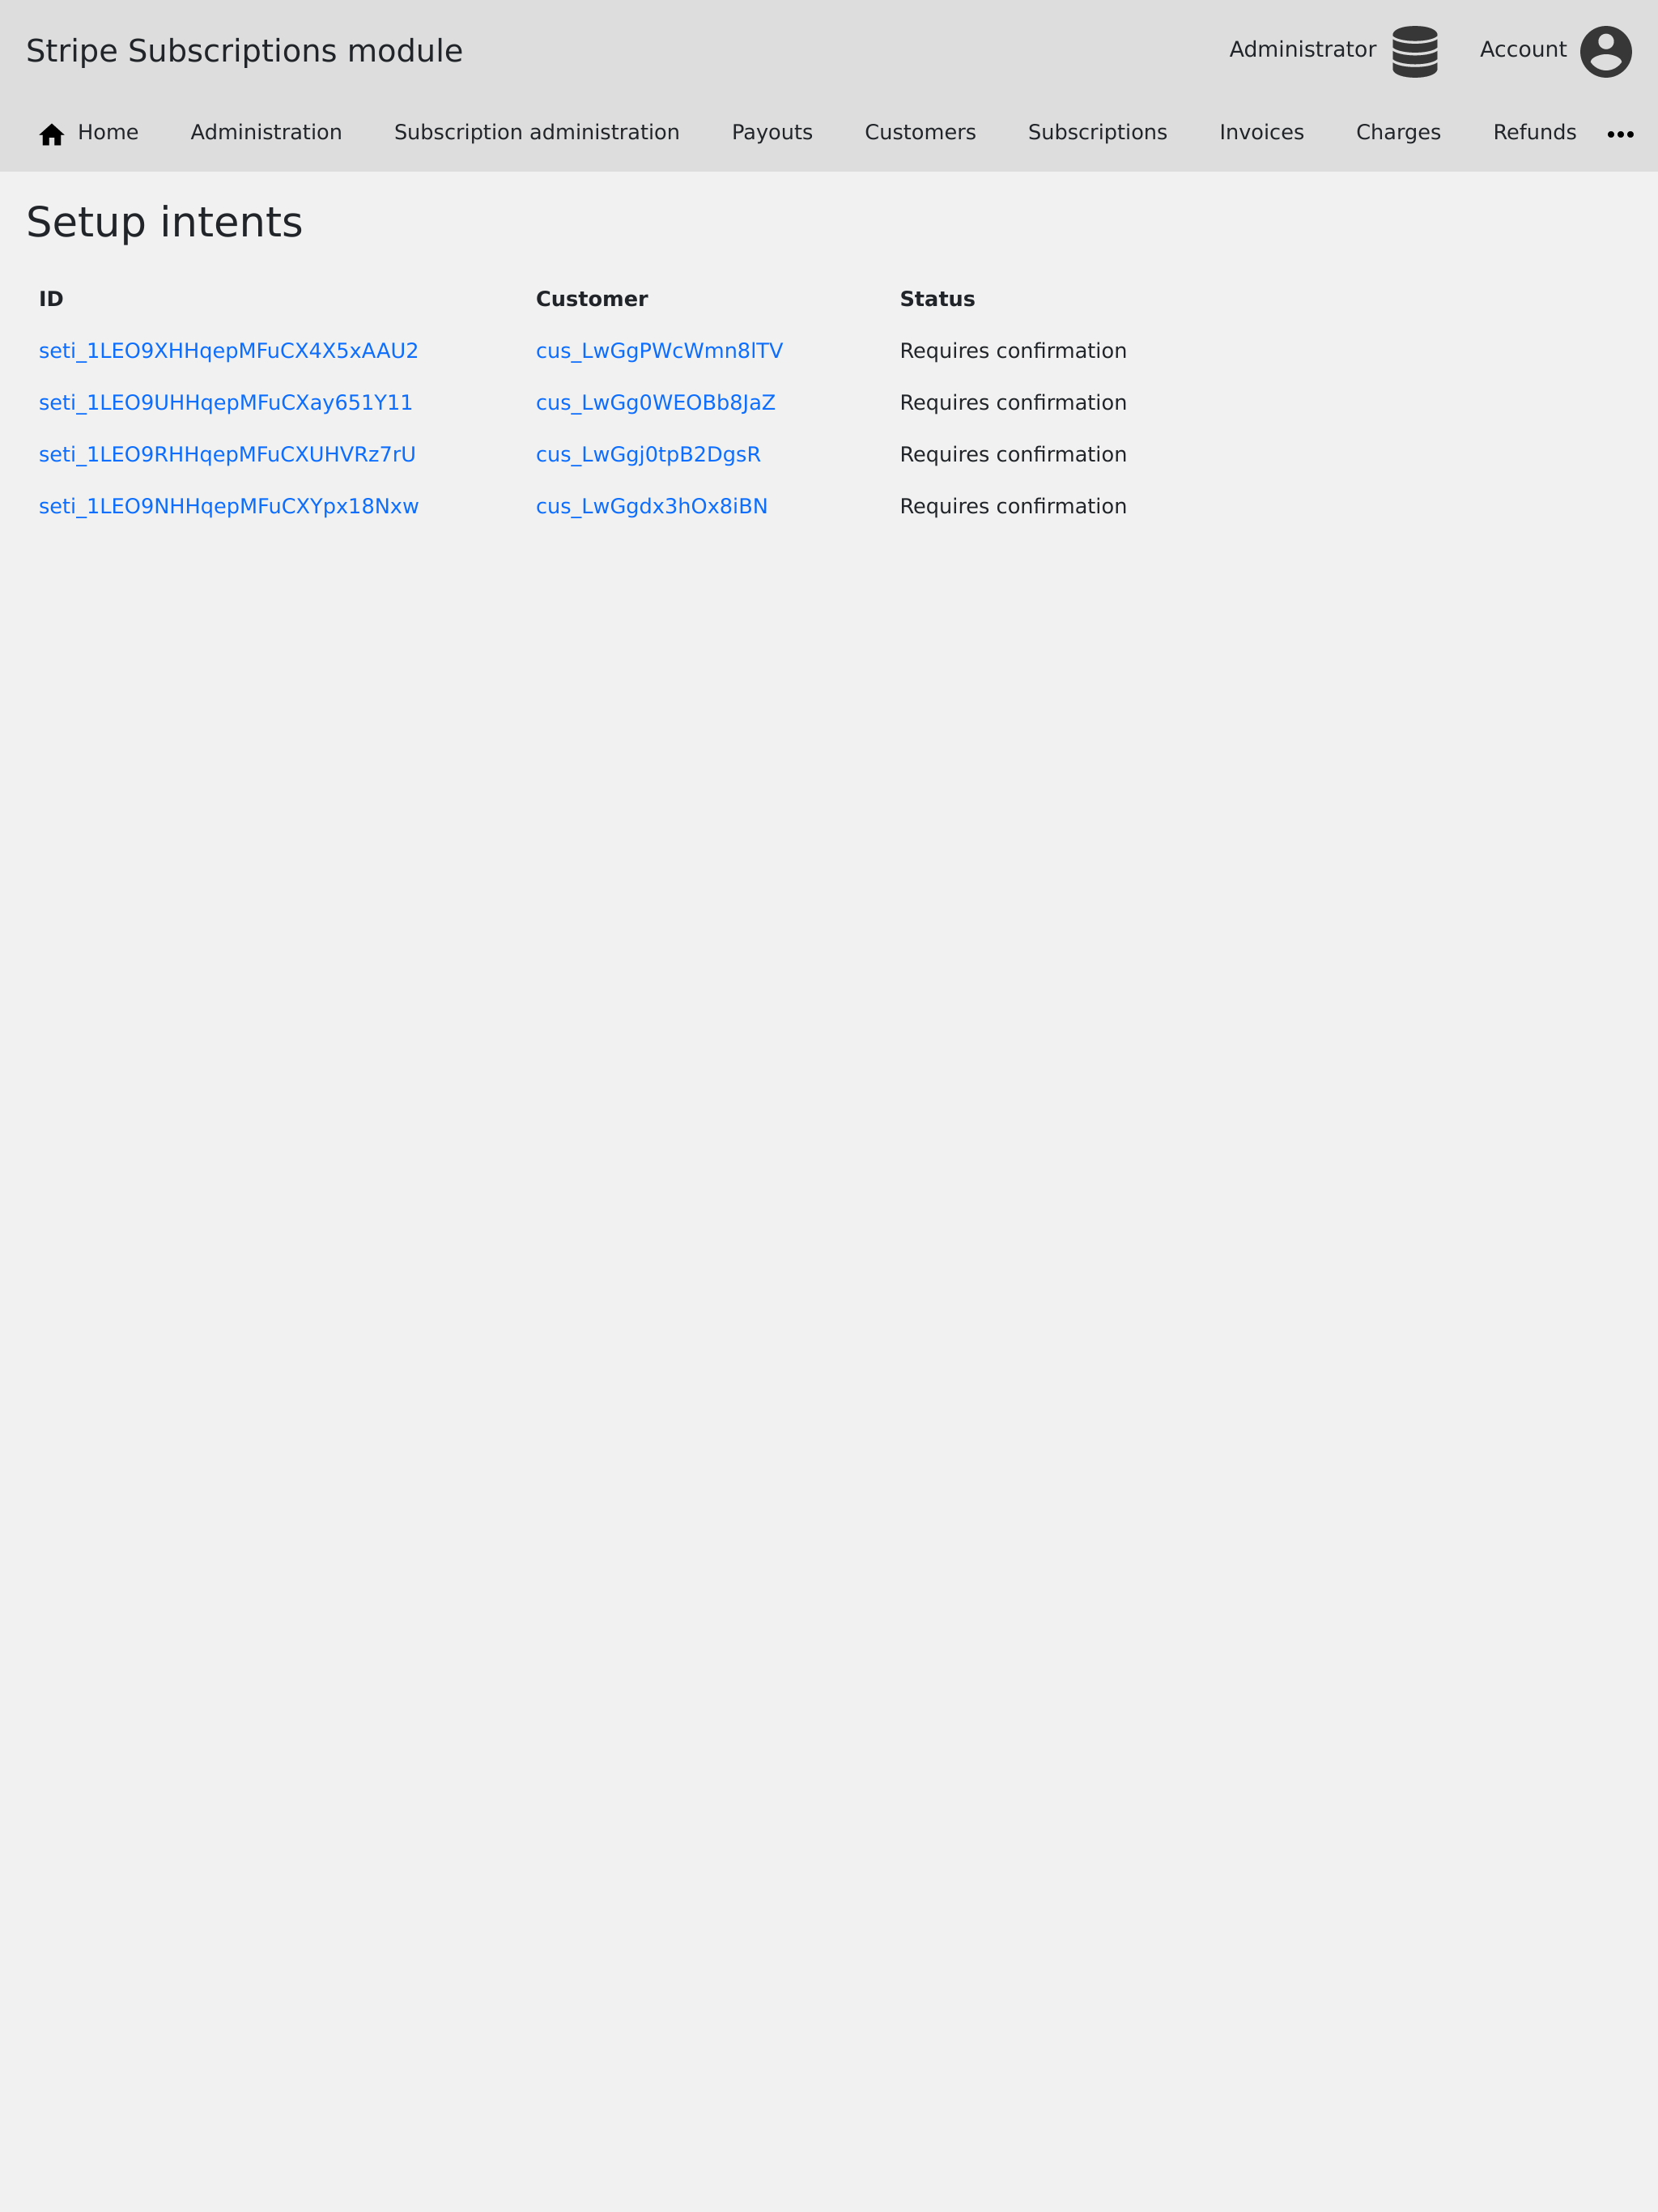 Stripe Subscriptions module
Administrator Account
Home Administration Subscription administration Payouts Customers Subscriptions Invoices Charges Refunds
Setup intents
ID Customer Status
seti_1LEO9XHHqepMFuCX4X5xAAU2 cus_LwGgPWcWmn8lTV Requires confirmation
seti_1LEO9UHHqepMFuCXay651Y11 cus_LwGg0WEOBb8JaZ Requires confirmation
seti_1LEO9RHHqepMFuCXUHVRz7rU cus_LwGgj0tpB2DgsR Requires confirmation
seti_1LEO9NHHqepMFuCXYpx18Nxw cus_LwGgdx3hOx8iBN Requires confirmation